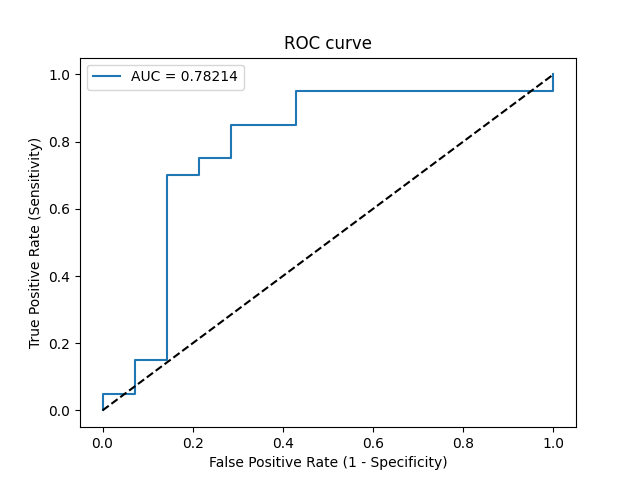 ROC curve
AUC = 0.78214
1.0
0.8
0.6
0.4
0.2
0.0
True Positive Rate (Sensitivity)
0.0 0.2 0.4 0.6 0.8 1.0
False Positive Rate (1 - Specificity)